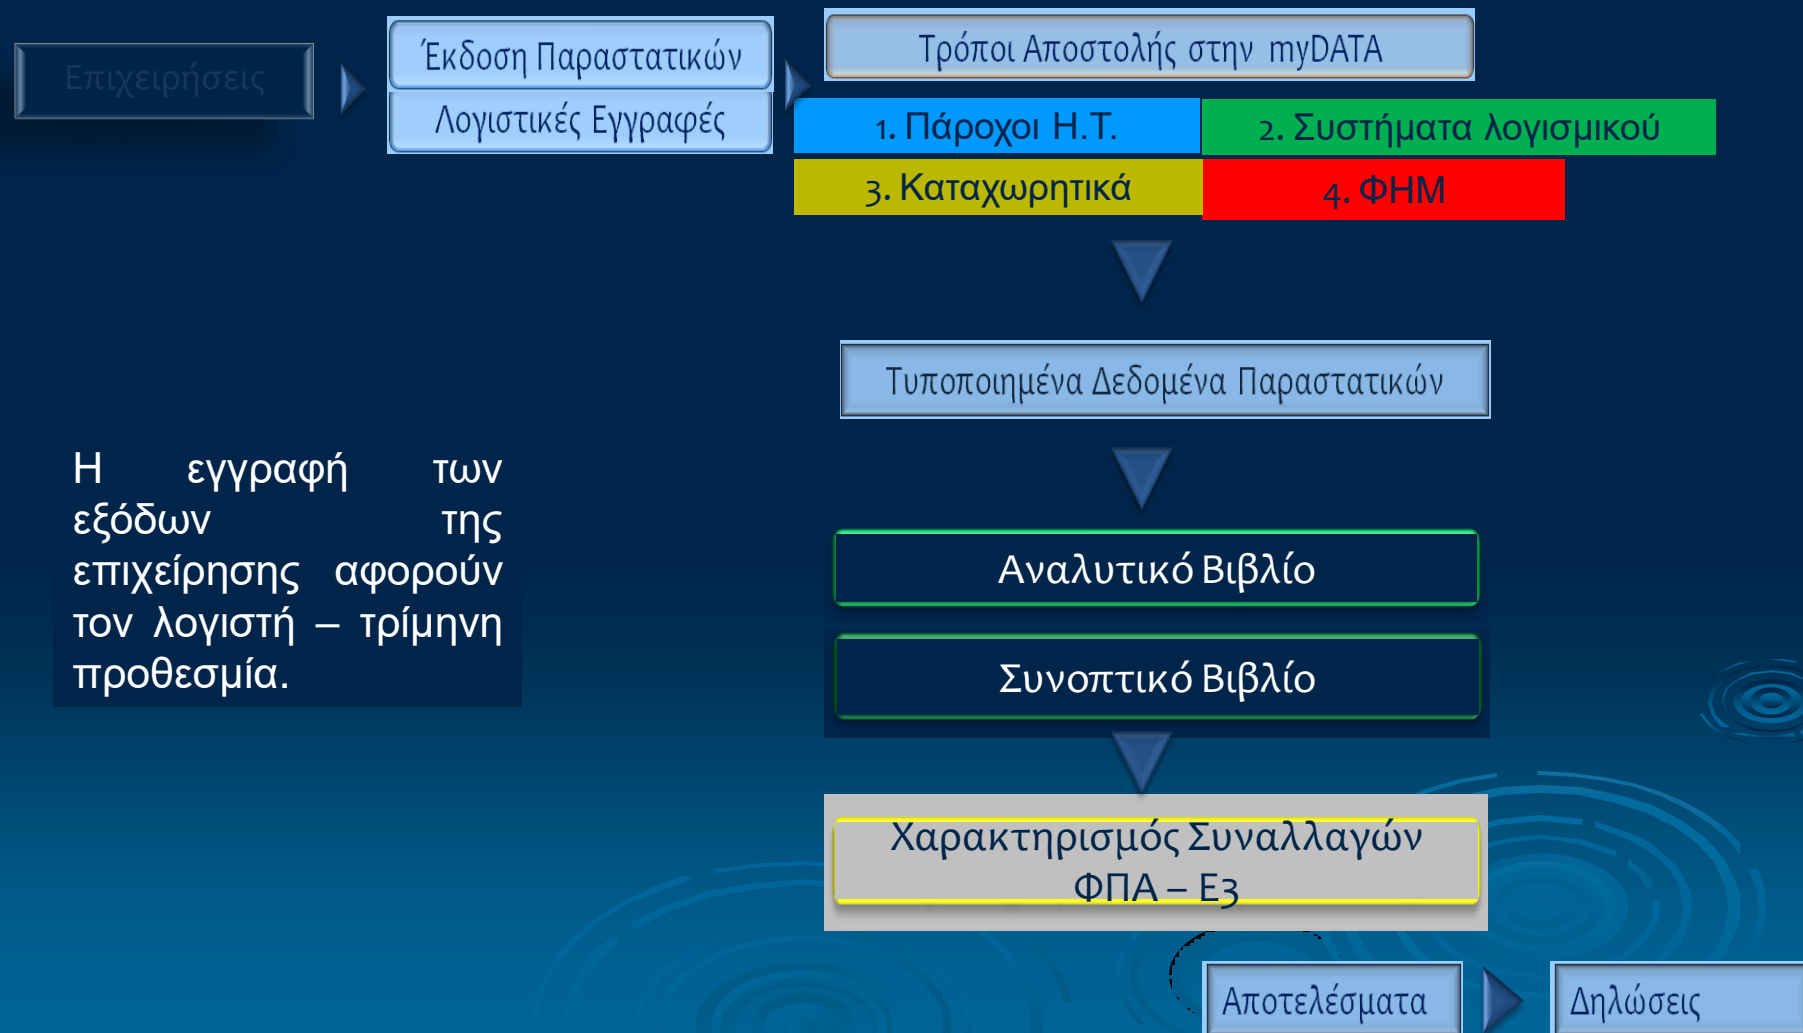 Επιχειρήσεις
Έκδοση Παραστατικών
Λογιστικές Εγγραφές
Τρόποι Αποστολής στην myDATA
1. Πάροχοι Η.Τ.
2. Συστήματα λογισμικού
3. Καταχωρητικά
4. ΦΗΜ
Τυποποιημένα Δεδομένα Παραστατικών
Η εγγραφή των
εξόδων της
επιχείρησης αφορούν
τον λογιστή – τρίμηνη
προθεσμία.
Αναλυτικό Βιβλίο
Συνοπτικό Βιβλίο
Χαρακτηρισμός Συναλλαγών
ΦΠΑ – Ε3
Αποτελέσματα
Δηλώσεις